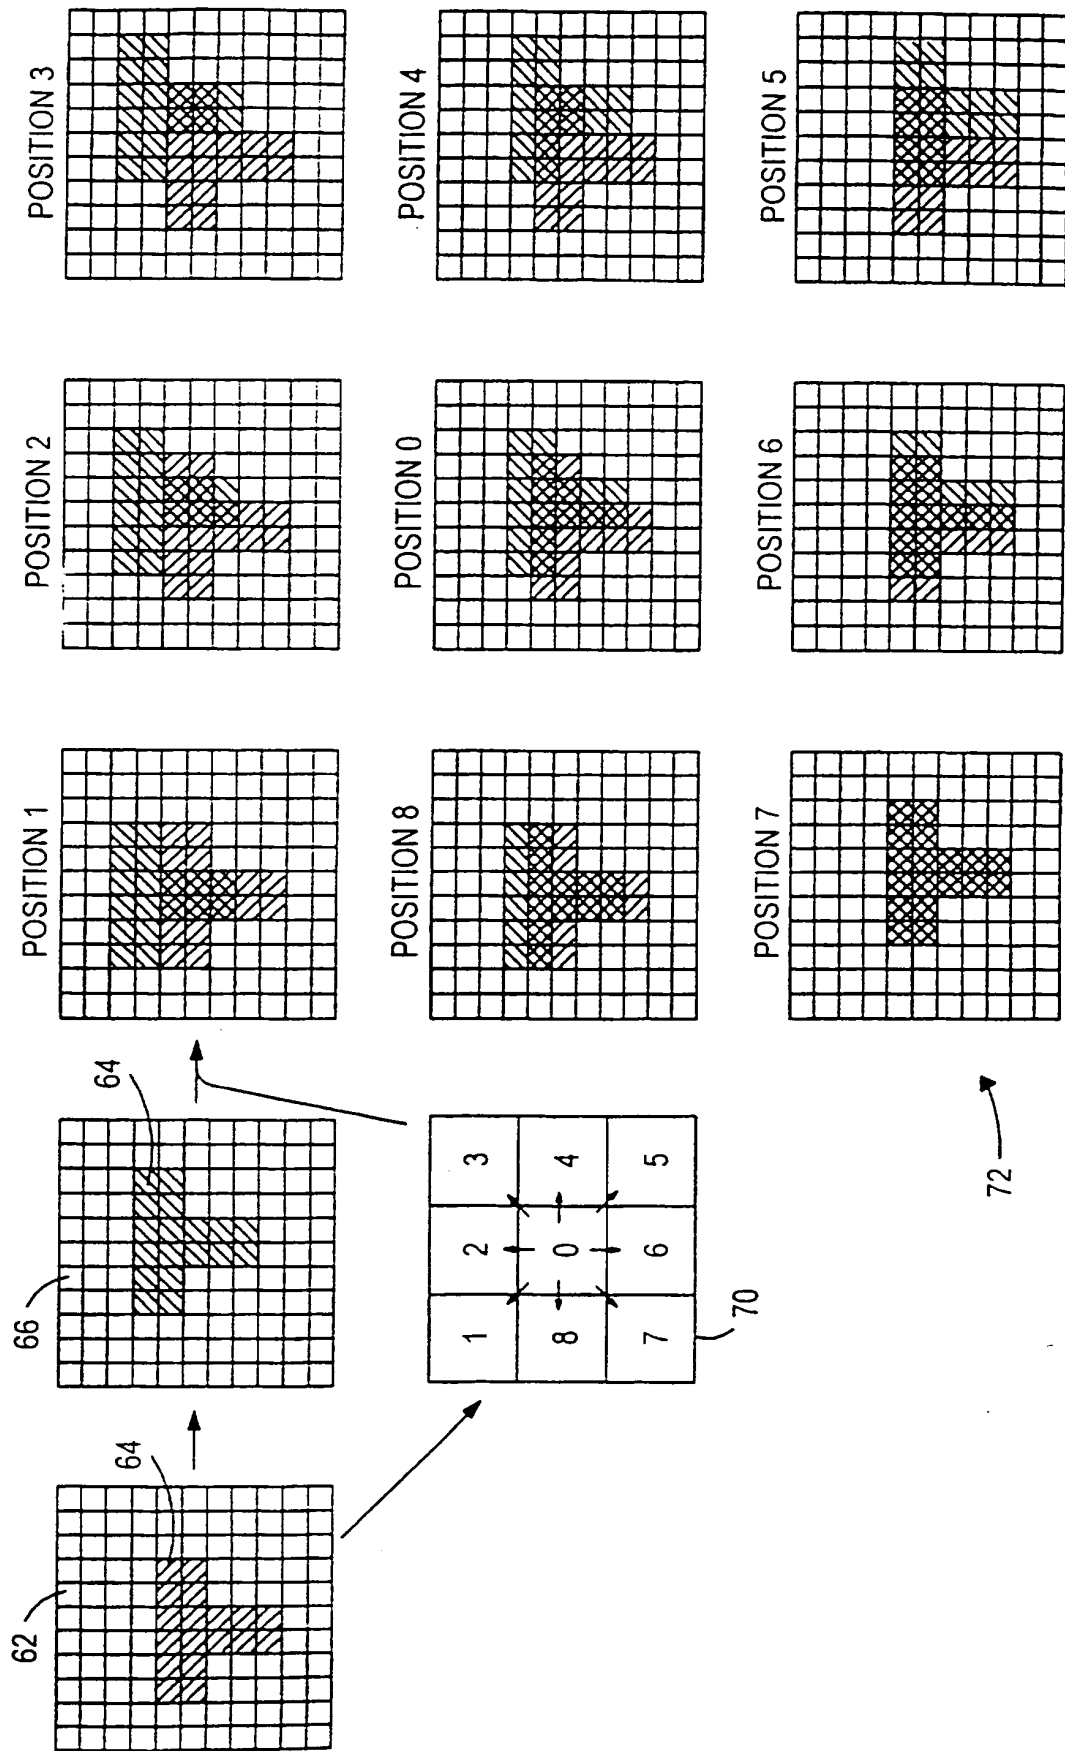 62
64
66
64
1 2 3
8 0 4
7 6 5
70
POSITION 1
POSITION 2
POSITION 3
POSITION 8
POSITION 0
POSITION 4
POSITION 7
POSITION 6
POSITION 5
72